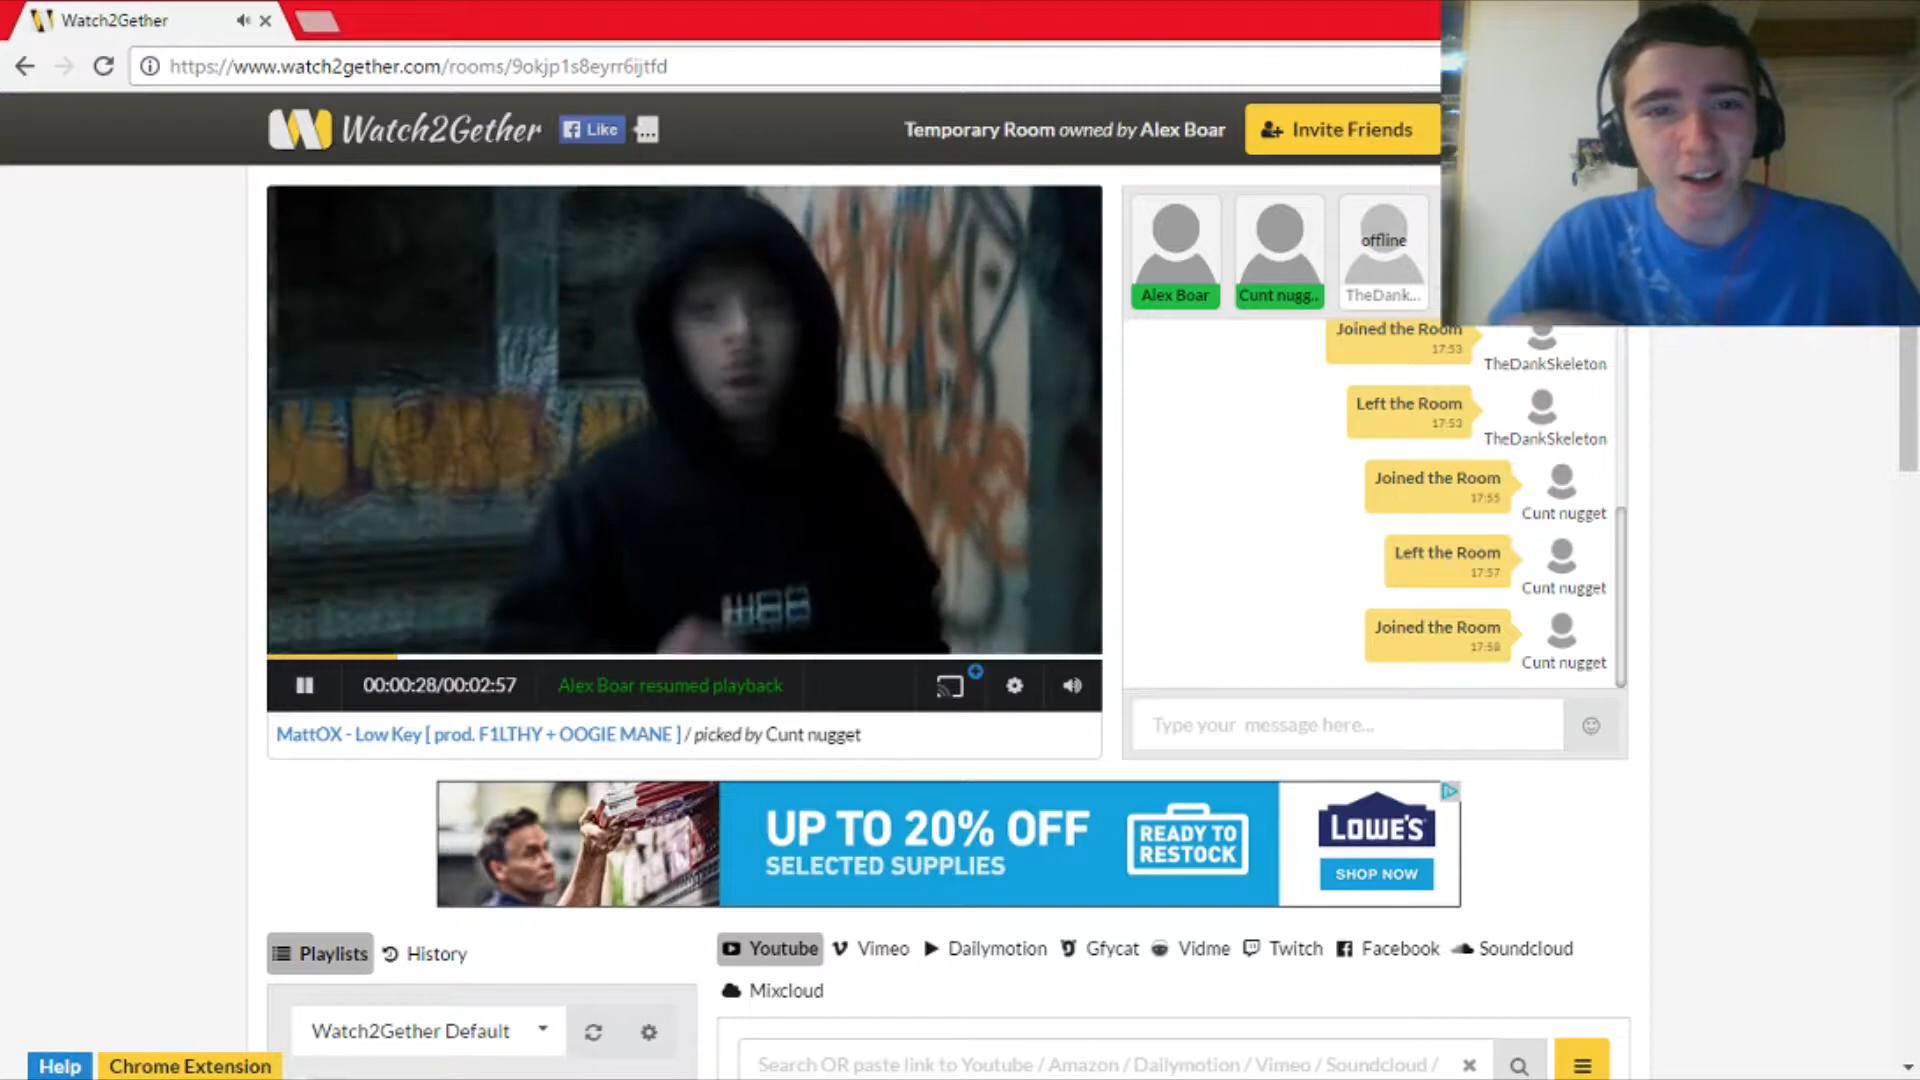 Watch2Gether
https://www.watch2gether.com/rooms/9okjp1s8eyrr6ijtfd
Watch2Gether
Like
...
Temporary Room owned by Alex Boar
Invite Friends
offline
Alex Boar
Cunt nugg..
TheDank...
Joined the Room
17:53
TheDankSkeleton
Left the Room
17:53
TheDankSkeleton
Joined the Room
17:55
Cunt nugget
Left the Room
17:57
Cunt nugget
Joined the Room
17:58
Cunt nugget
00:00:28/00:02:57
Alex Boar resumed playback
MattOX - Low Key [ prod. F1LTHY + OOGIE MANE ] / picked by Cunt nugget
Type your message here...
UP TO 20% OFF
SELECTED SUPPLIES
READY TO
RESTOCK
LOWE'S
SHOP NOW
Playlists
History
Youtube
Vimeo
Dailymotion
Gfycat
Vidme
Twitch
Facebook
Soundcloud
Mixcloud
Watch2Gether Default
Search OR paste link to Youtube / Amazon / Dailymotion / Vimeo / Soundcloud /
Help
Chrome Extension